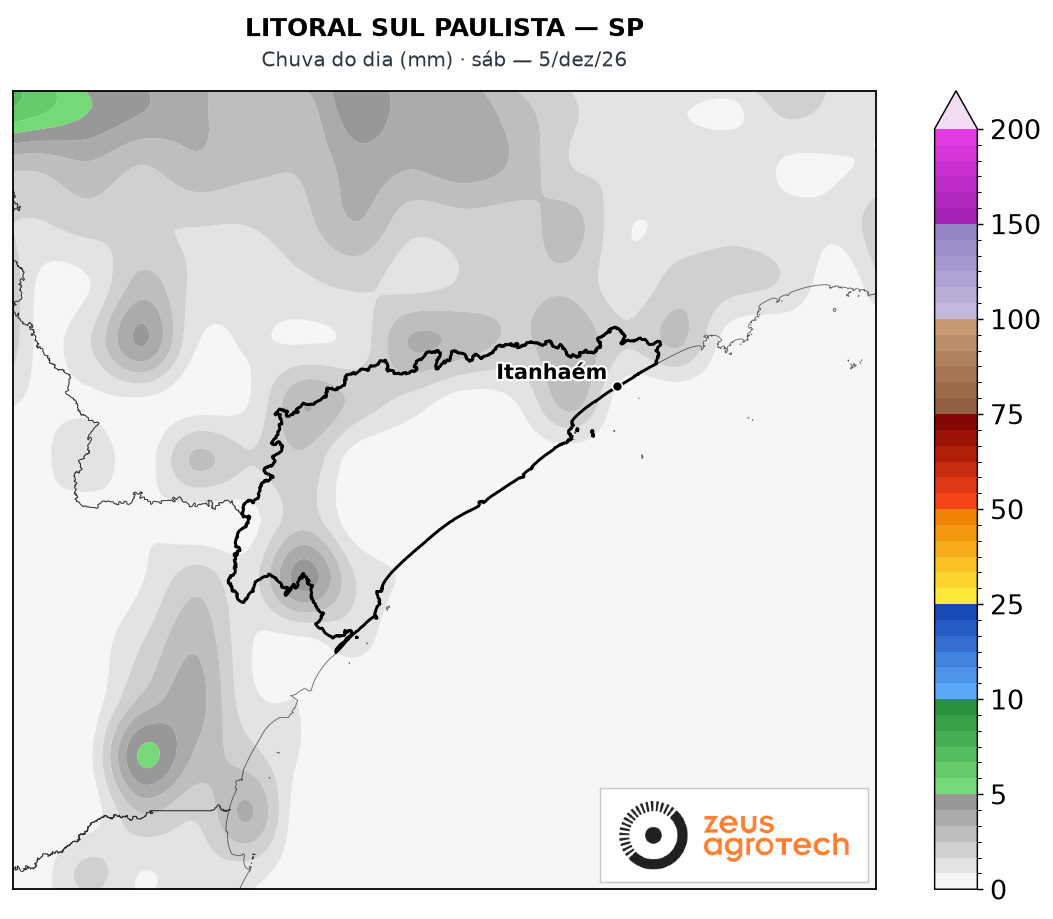 LITORAL SUL PAULISTA — SP
Chuva do dia (mm) · sáb — 5/dez/26
Itanhaém
200
150
100
75
50
25
10
5
0
zeus
agrotech